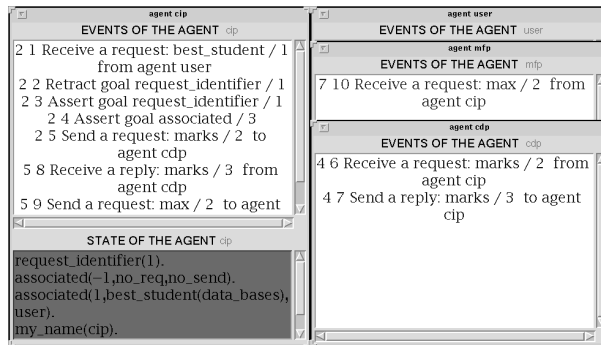 agent cip
EVENTS OF THE AGENT cip
2 1 Receive a request: best_student / 1
from agent user
2 2 Retract goal request_identifier / 1
2 3 Assert goal request_identifier / 1
2 4 Assert goal associated / 3
2 5 Send a request: marks / 2 to
agent cdp
5 8 Receive a reply: marks / 3 from
agent cdp
5 9 Send a request: max / 2 to agent
STATE OF THE AGENT cip
request_identifier(1).
associated(-1,no_req,no_send).
associated(1,best_student(data_bases),
user).
my_name(cip).
agent user
EVENTS OF THE AGENT user
agent mfp
EVENTS OF THE AGENT mfp
7 10 Receive a request: max / 2 from
agent cip
agent cdp
EVENTS OF THE AGENT cdp
4 6 Receive a request: marks / 2 from
agent cip
4 7 Send a reply: marks / 3 to agent
cip